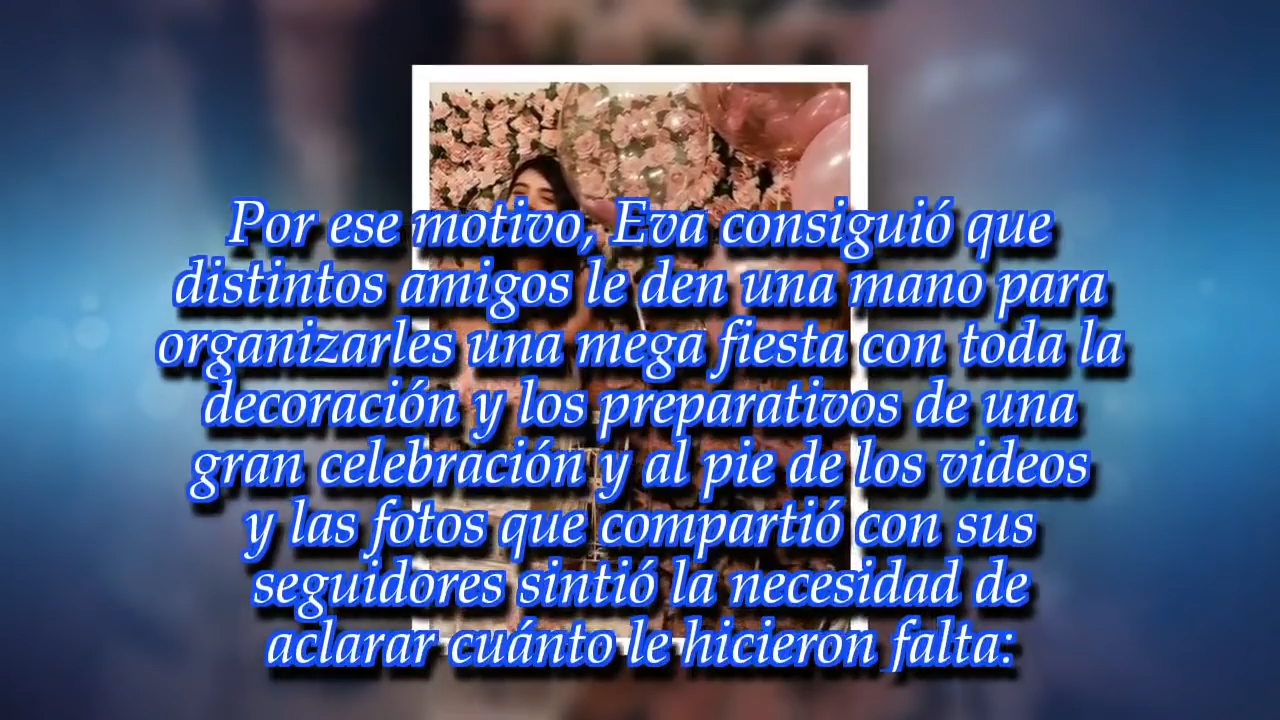 Por ese motivo, Eva consiguió que
distintos amigos le den una mano para
organizarles una mega fiesta con toda la
decoración y los preparativos de una
gran celebración y al pie de los videos
y las fotos que compartió con sus
seguidores sintió la necesidad de
aclarar cuánto le hicieron falta: